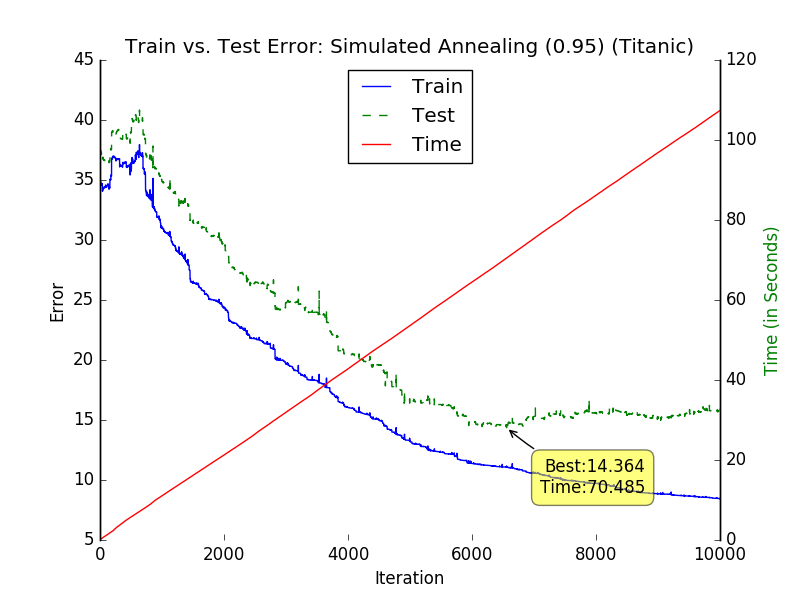 Train vs. Test Error: Simulated Annealing (0.95) (Titanic)
Train
Test
Time
45
40
35
30
25
20
15
10
5
Error
120
100
80
60
40
20
0
Time (in Seconds)
Best:14.364
Time:70.485
0 2000 4000 6000 8000 10000
Iteration